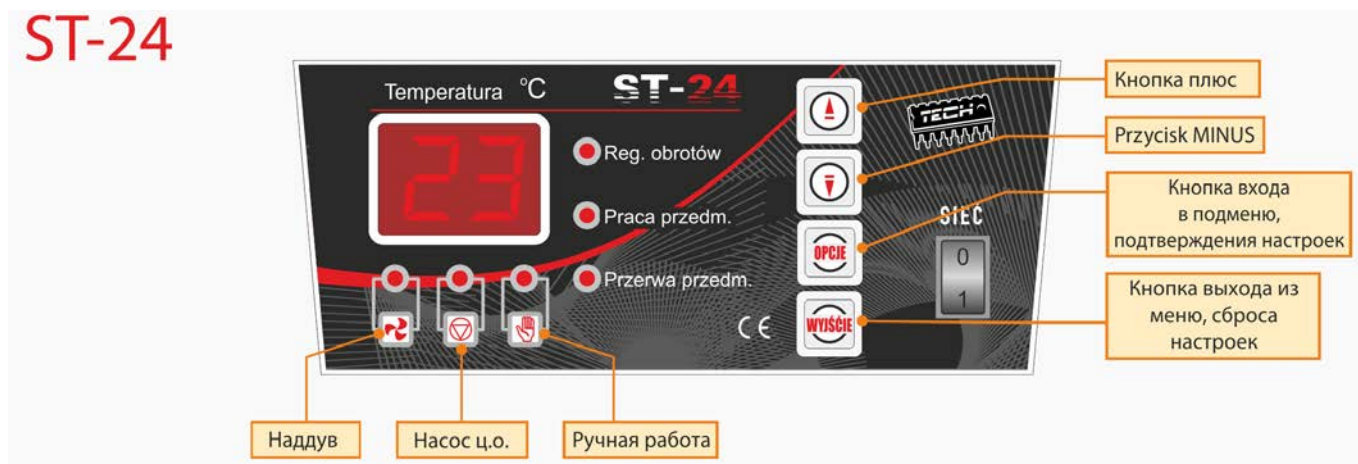 ST-24
Temperatura °C
ST-24
23
Reg. obrotów
Praca przedm.
Przerwa przedm.
OPCJE
WYJŚCIE
TECH
SIEĆ
0
1
CE
Кнопка плюс
Przycisk MINUS
Кнопка входа
в подменю,
подтверждения настроек
Кнопка выхода из
меню, сброса
настроек
Наддув
Насос ц.о.
Ручная работа